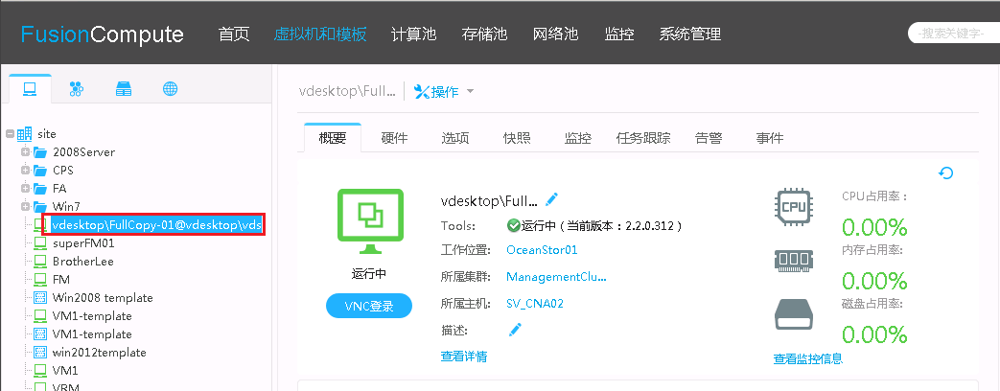 FusionCompute 首页 虚拟机和模板 计算池 存储池 网络池 监控 系统管理 -搜索关键字-
site
2008Server
CPS
FA
Win7
vdesktop\FullCopy-01@vdesktop\vds
superFM01
BrotherLee
FM
Win2008 template
VM1-template
VM1-template
win2012template
VM1
VRM
vdesktop\Full... 操作
概要 硬件 选项 快照 监控 任务跟踪 告警 事件
运行中
VNC登录
vdesktop\Full...
Tools: 运行中（当前版本：2.2.0.312）
工作位置: OceanStor01
所属集群: ManagementClu...
所属主机: SV_CNA02
描述:
查看详情
CPU
CPU占用率：
0.00%
内存占用率:
0.00%
磁盘占用率:
0.00%
查看监控信息